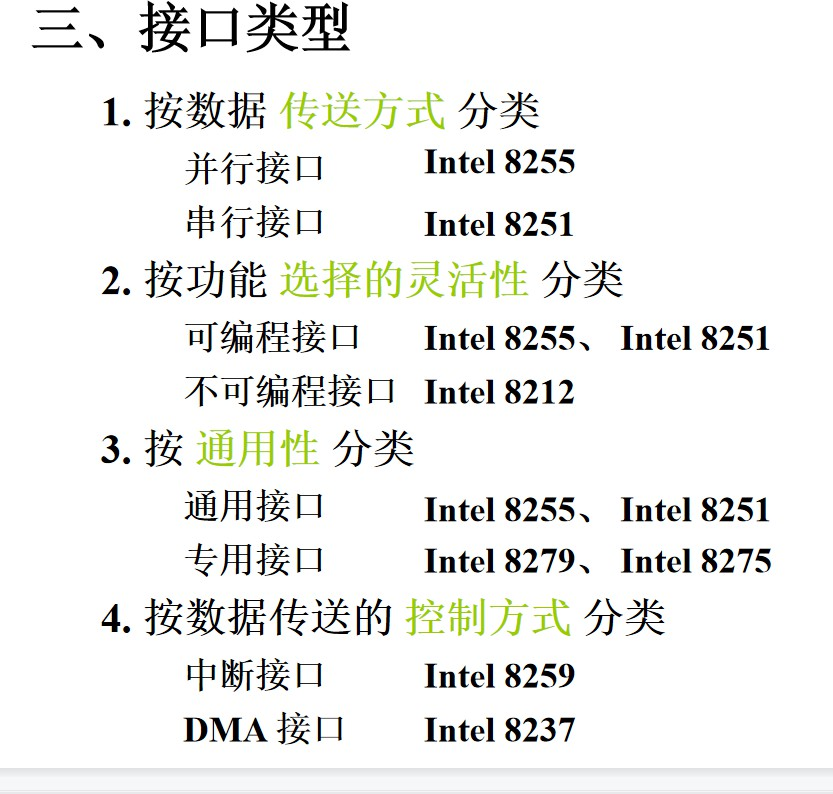 三、接口类型
1. 按数据 传送方式 分类
并行接口 Intel 8255
串行接口 Intel 8251
2. 按功能 选择的灵活性 分类
可编程接口 Intel 8255、 Intel 8251
不可编程接口 Intel 8212
3. 按 通用性 分类
通用接口 Intel 8255、 Intel 8251
专用接口 Intel 8279、 Intel 8275
4. 按数据传送的 控制方式 分类
中断接口 Intel 8259
DMA 接口 Intel 8237